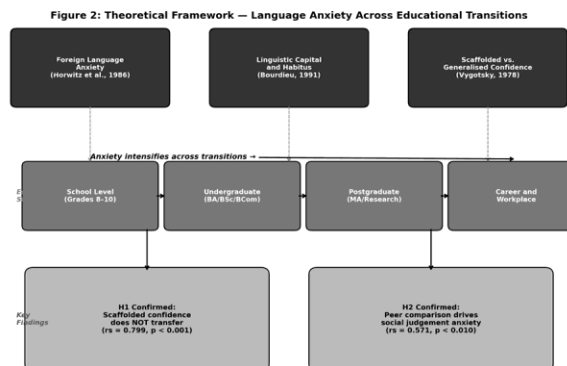 Figure 2: Theoretical Framework — Language Anxiety Across Educational Transitions
Foreign Language
Anxiety
(Horwitz et al., 1986)
Linguistic Capital
and Habitus
(Bourdieu, 1991)
Scaffolded vs.
Generalised Confidence
(Vygotsky, 1978)
Anxiety intensifies across transitions →
School Level
(Grades 8–10)
Undergraduate
(BA/BSc/BCom)
Postgraduate
(MA/Research)
Career and
Workplace
Key
Findings
H1 Confirmed:
Scaffolded confidence
does NOT transfer
(rs = 0.799, p < 0.001)
H2 Confirmed:
Peer comparison drives
social judgement anxiety
(rs = 0.571, p < 0.010)